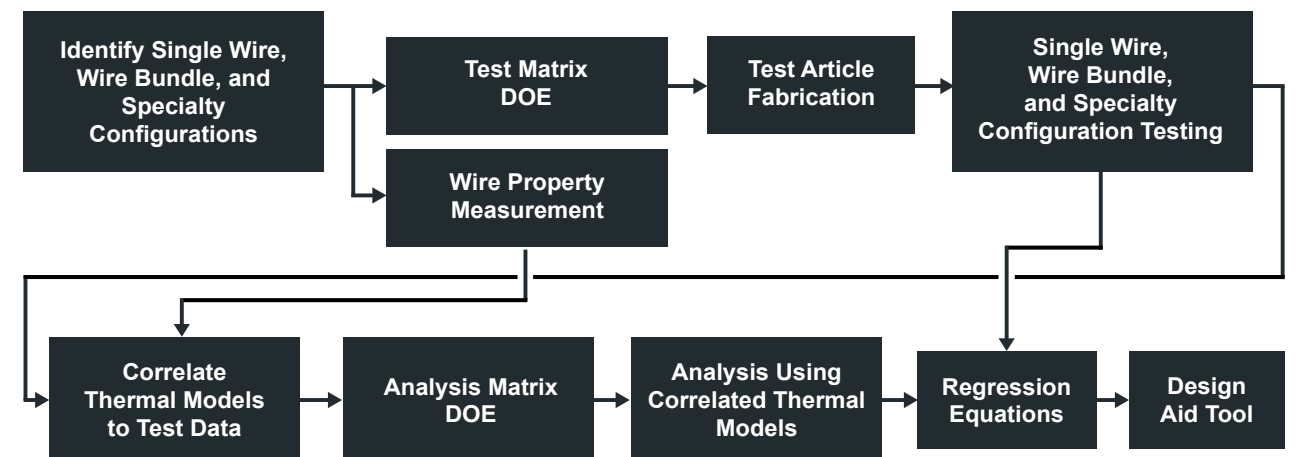 Identify Single Wire,
Wire Bundle, and
Specialty
Configurations
Test Matrix
DOE
Test Article
Fabrication
Single Wire,
Wire Bundle,
and Specialty
Configuration Testing
Wire Property
Measurement
Correlate
Thermal Models
to Test Data
Analysis Matrix
DOE
Analysis Using
Correlated Thermal
Models
Regression
Equations
Design
Aid Tool